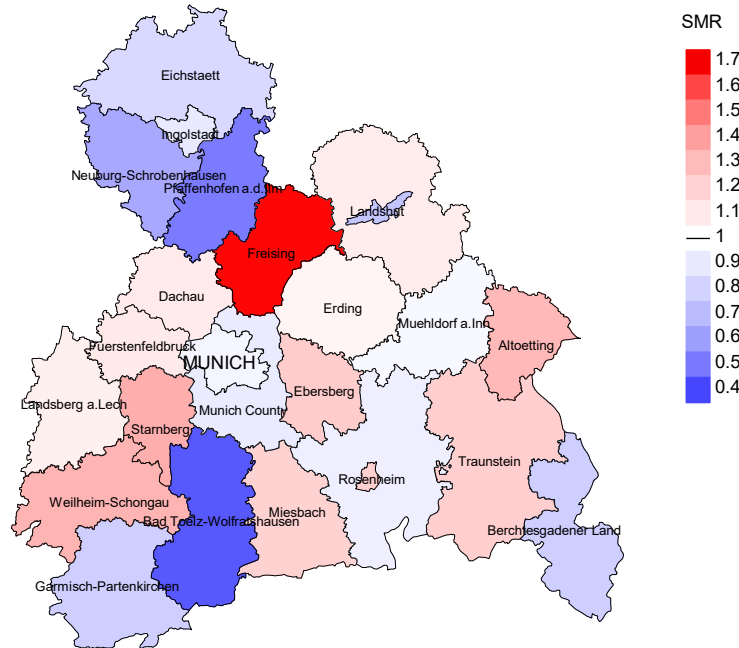 SMR
1.7
1.6
1.5
1.4
1.3
1.2
1.1
1
0.9
0.8
0.7
0.6
0.5
0.4
Eichstaett
Ingolstadt
Neuburg-Schrobenhausen
Pfaffenhofen a.d.Ilm
Landshut
Freising
Dachau
Erding
Muehldorf a.Inn
Fuerstenfeldbruck
Altoetting
MUNICH
Ebersberg
Landsberg a.Lech
Munich County
Starnberg
Traunstein
Rosenheim
Weilheim-Schongau
Miesbach
Bad Toelz-Wolfratshausen
Berchtesgadener Land
Garmisch-Partenkirchen